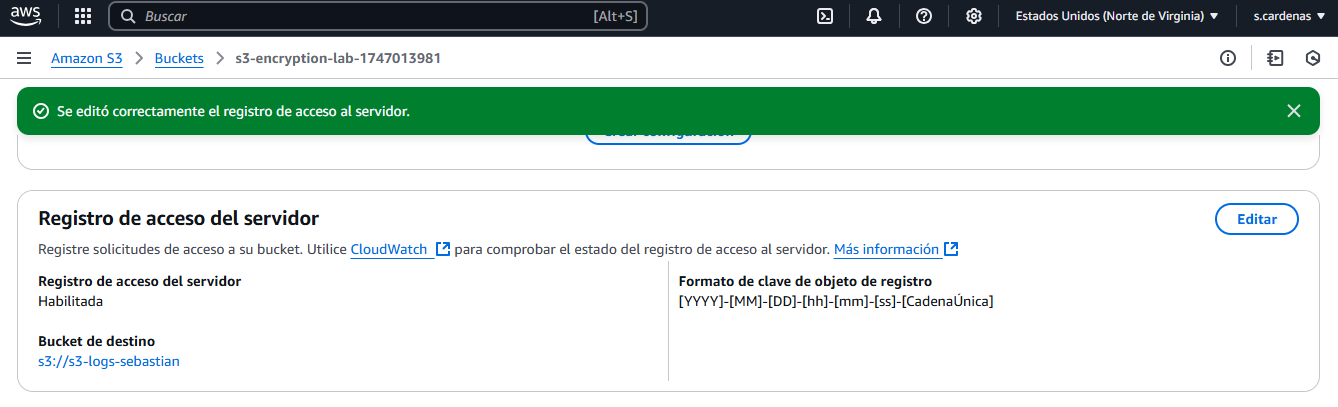 aws
Buscar [Alt+S] Estados Unidos (Norte de Virginia) s.cardenas
Amazon S3 Buckets s3-encryption-lab-1747013981
Se editó correctamente el registro de acceso al servidor.
Crear configuración
Registro de acceso del servidor
Editar
Registre solicitudes de acceso a su bucket. Utilice CloudWatch para comprobar el estado del registro de acceso al servidor. Más información
Registro de acceso del servidor
Habilitada
Bucket de destino
s3://s3-logs-sebastian
Formato de clave de objeto de registro
[YYYY]-[MM]-[DD]-[hh]-[mm]-[ss]-[CadenaÚnica]